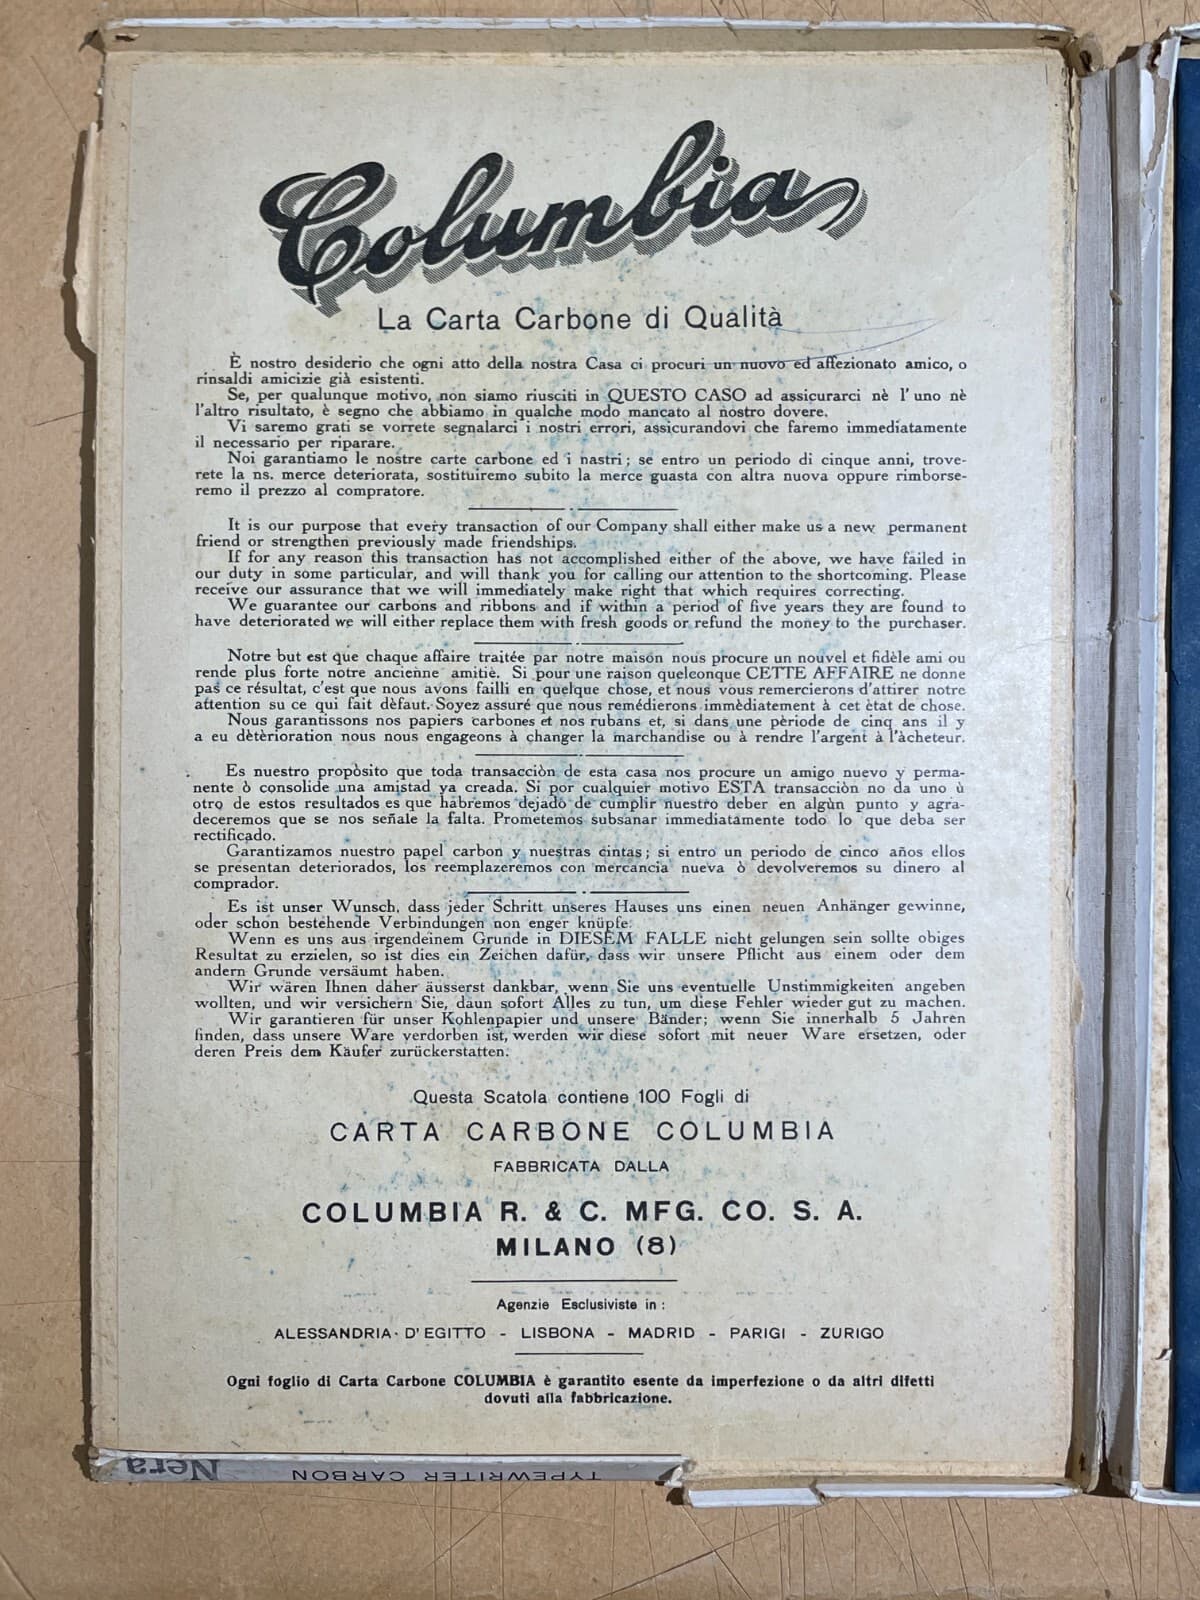 Columbia
La Carta Carbone di Qualità
È nostro desiderio che ogni atto della nostra Casa ci procuri un nuovo ed affezionato amico, o
rinsaldi amicizie già esistenti.
Se, per qualunque motivo, non siamo riusciti in QUESTO CASO ad assicurarci nè l'uno nè
l'altro risultato, è segno che abbiamo in qualche modo mancato al nostro dovere.
Vi saremo grati se vorrete segnalarci i nostri errori, assicurandovi che faremo immediatamente
il necessario per riparare.
Noi garantiamo le nostre carte carbone ed i nastri; se entro un periodo di cinque anni, trove-
rete la ns. merce deteriorata, sostituiremo subito la merce guasta con altra nuova oppure rimborse-
remo il prezzo al compratore.
It is our purpose that every transaction of our Company shall either make us a new permanent
friend or strengthen previously made friendships.
If for any reason this transaction has not accomplished either of the above, we have failed in
our duty in some particular, and will thank you for calling our attention to the shortcoming. Please
receive our assurance that we will immediately make right that which requires correcting.
We guarantee our carbons and ribbons and if within a period of five years they are found to
have deteriorated we will either replace them with fresh goods or refund the money to the purchaser.
Notre but est que chaque affaire traitée par notre maison nous procure un nouvel et fidèle ami ou
rende plus forte notre ancienne amitiè. Si pour une raison queleonque CETTE AFFAIRE ne donne
pas ce résultat, c'est que nous avons failli en quelque chose, et nous vous remercierons d'attirer notre
attention su ce qui fait dèfaut. Soyez assuré que nous remédierons immèdiatement à cet ètat de chose.
Nous garantissons nos papiers carbones et nos rubans et, si dans une pèriode de cinq ans il y
a eu dètèrioration nous nous engageons à changer la marchandise ou à rendre l'argent à l'àcheteur.
Es nuestro propòsito que toda transacciòn de esta casa nos procure un amigo nuevo y perma-
nente ò consolide una amistad ya creada. Si por cualquier motivo ESTA transacciòn no da uno ù
otro de estos resultados es que habremos dejado de cumplir nuestro deber en algùn punto y agra-
deceremos que se nos señale la falta. Prometemos subsanar immediatamente todo lo que deba ser
rectificado.
Garantizamos nuestro papel carbon y nuestras cintas; si entro un periodo de cinco años ellos
se presentan deteriorados, los reemplazeremos con mercancia nueva ò devolveremos su dinero al
comprador.
Es ist unser Wunsch, dass jeder Schritt unseres Hauses uns einen neuen Anhänger gewinne,
oder schon bestehende Verbindungen non enger knüpfe.
Wenn es uns aus irgendeinem Grunde in DIESEM FALLE nicht gelungen sein sollte obiges
Resultat zu erzielen, so ist dies ein Zeichen dafür, dass wir unsere Pflicht aus einem oder dem
andern Grunde versäumt haben.
Wir wären Ihnen daher äusserst dankbar, wenn Sie uns eventuelle Unstimmigkeiten angeben
wollten, und wir versichern Sie, daun sofort Alles zu tun, um diese Fehler wieder gut zu machen.
Wir garantieren für unser Kohlenpapier und unsere Bänder; wenn Sie innerhalb 5 Jahren
finden, dass unsere Ware verdorben ist, werden wir diese sofort mit neuer Ware ersetzen, oder
deren Preis dem Käufer zurückerstatten.
Questa Scatola contiene 100 Fogli di
CARTA CARBONE COLUMBIA
FABBRICATA DALLA
COLUMBIA R. & C. MFG. CO. S. A.
MILANO (8)
Agenzie Esclusiviste in:
ALESSANDRIA D'EGITTO - LISBONA - MADRID - PARIGI - ZURIGO
Ogni foglio di Carta Carbone COLUMBIA è garantito esente da imperfezione o da altri difetti
dovuti alla fabbricazione.
TYPEWRITER CARBON Nera